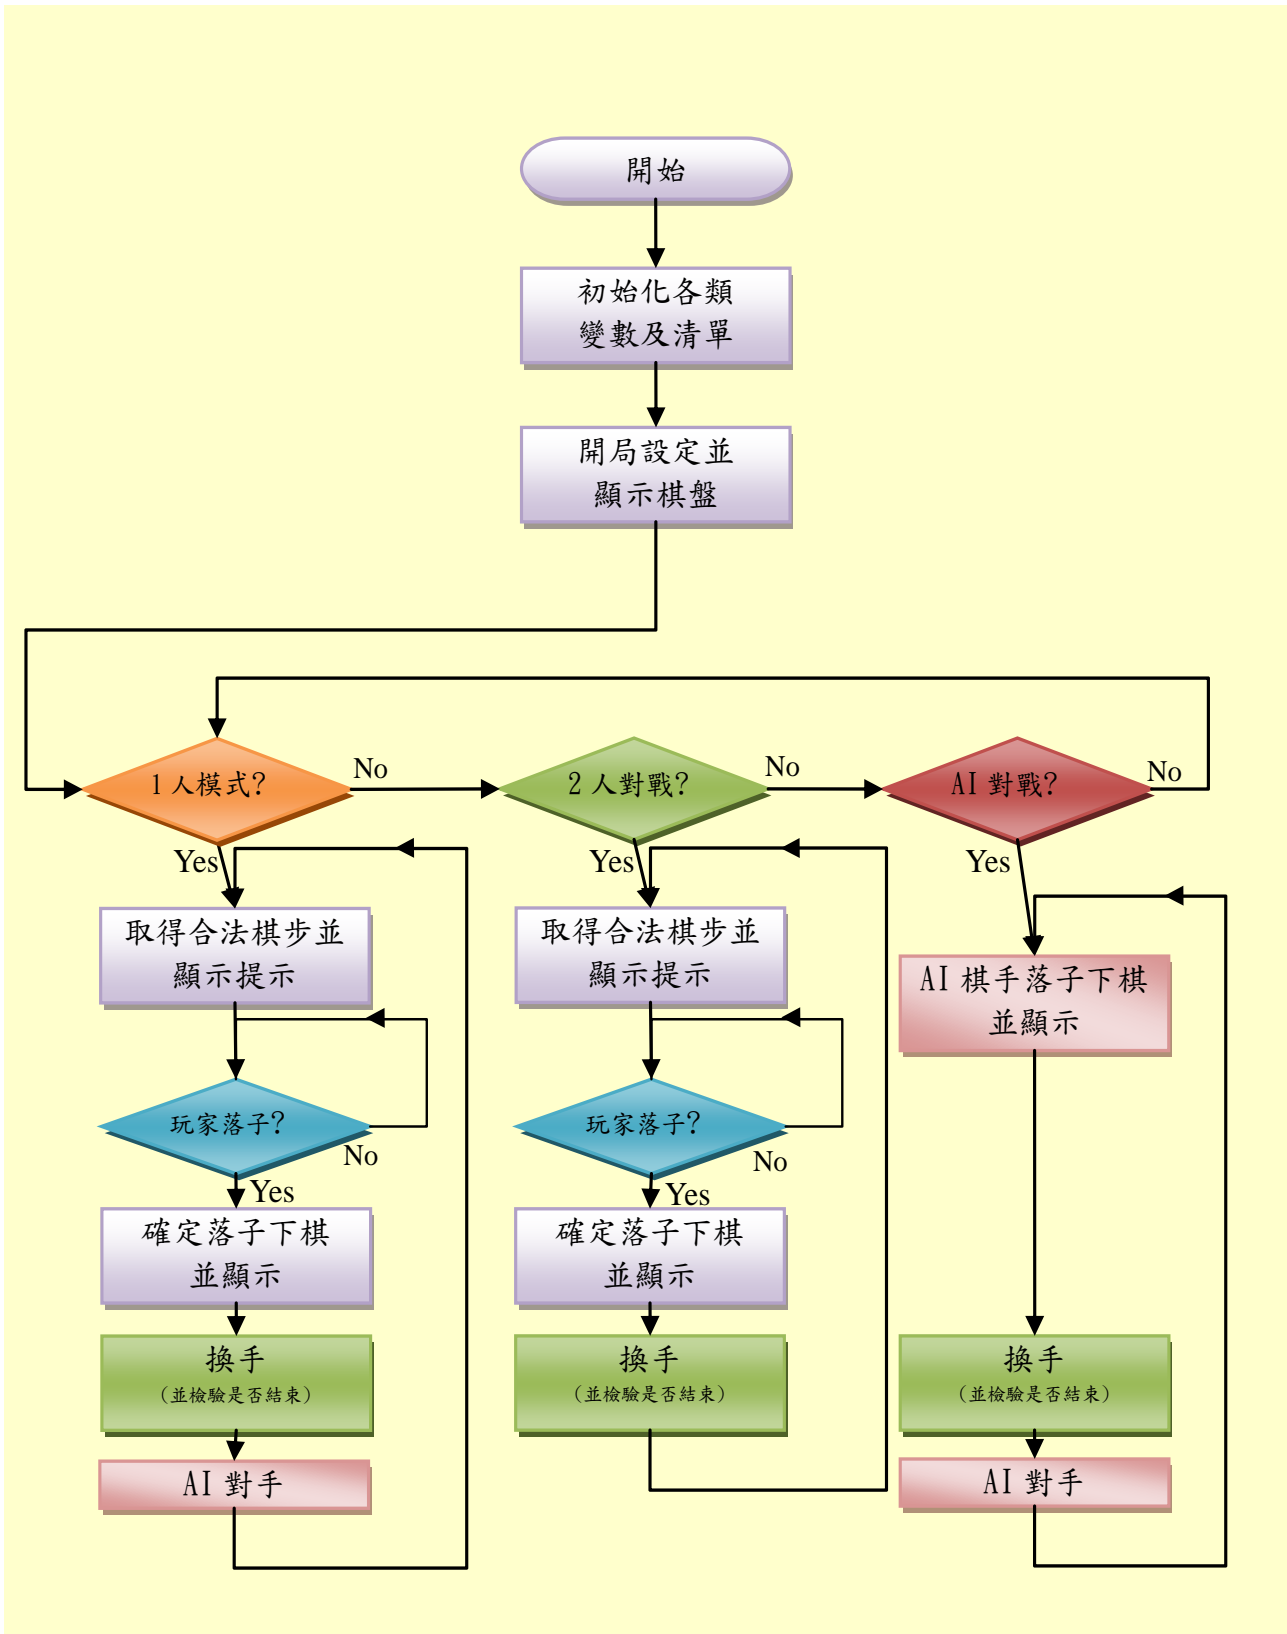 開始
初始化各類
變數及清單
開局設定並
顯示棋盤
1人模式?
No
2人對戰?
No
AI 對戰?
No
Yes
Yes
Yes
取得合法棋步並
顯示提示
取得合法棋步並
顯示提示
AI 棋手落子下棋
並顯示
玩家落子?
No
玩家落子?
No
Yes
Yes
確定落子下棋
並顯示
確定落子下棋
並顯示
換手
(並檢驗是否結束)
換手
(並檢驗是否結束)
換手
(並檢驗是否結束)
AI 對手
AI 對手